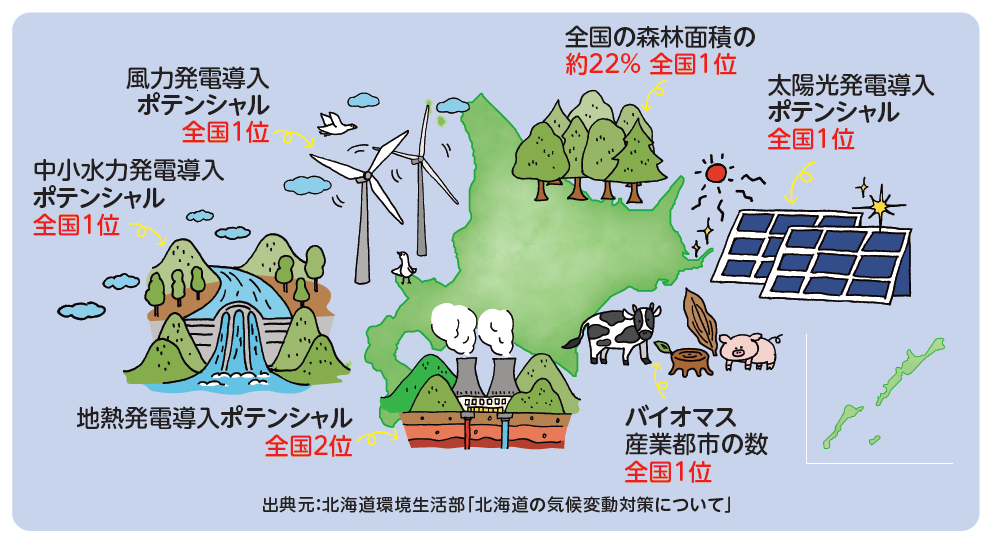 全国の森林面積の
約22% 全国1位
風力発電導入
ポテンシャル
全国1位
太陽光発電導入
ポテンシャル
全国1位
中小水力発電導入
ポテンシャル
全国1位
地熱発電導入ポテンシャル
全国2位
バイオマス
産業都市の数
全国1位
出典元:北海道環境生活部「北海道の気候変動対策について」